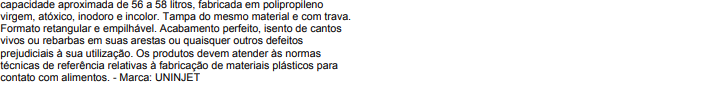 capacidade aproximada de 56 a 58 litros, fabricada em polipropileno
virgem, atóxico, inodoro e incolor. Tampa do mesmo material e com trava.
Formato retangular e empilhável. Acabamento perfeito, isento de cantos
vivos ou rebarbas em suas arestas ou quaisquer outros defeitos
prejudiciais à sua utilização. Os produtos devem atender às normas
técnicas de referência relativas à fabricação de materiais plásticos para
contato com alimentos. - Marca: UNINJET